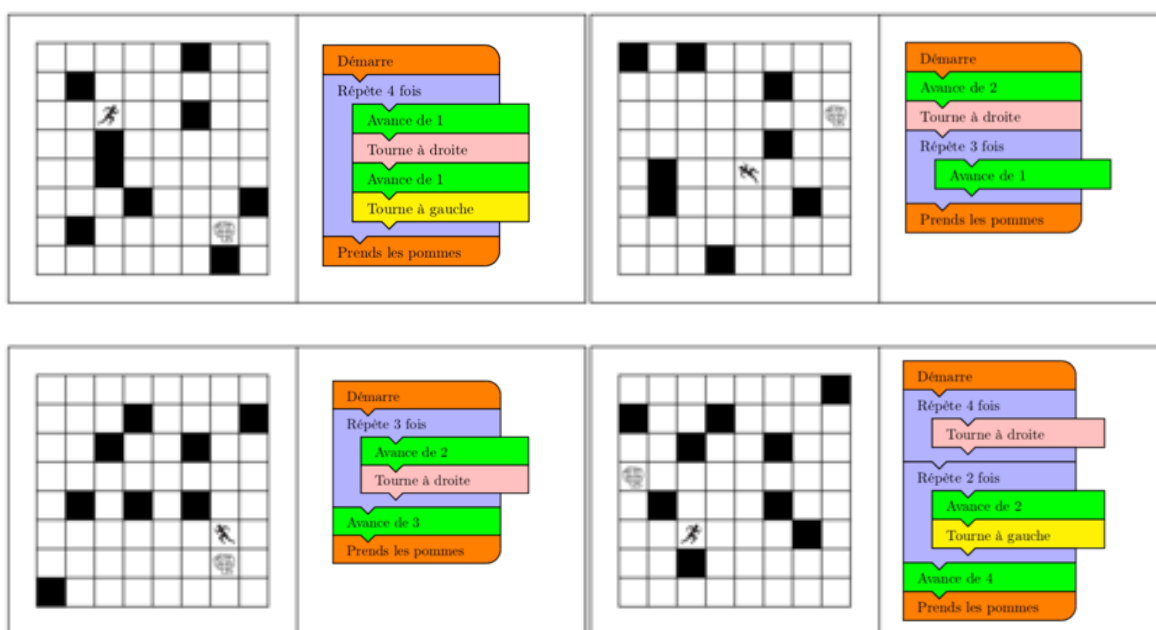 Démarre
Répète 4 fois
Avance de 1
Tourne à droite
Avance de 1
Tourne à gauche
Prends les pommes
Démarre
Avance de 2
Tourne à droite
Répète 3 fois
Avance de 1
Prends les pommes
Démarre
Répète 3 fois
Avance de 2
Tourne à droite
Avance de 3
Prends les pommes
Démarre
Répète 4 fois
Tourne à droite
Répète 2 fois
Avance de 2
Tourne à gauche
Avance de 4
Prends les pommes